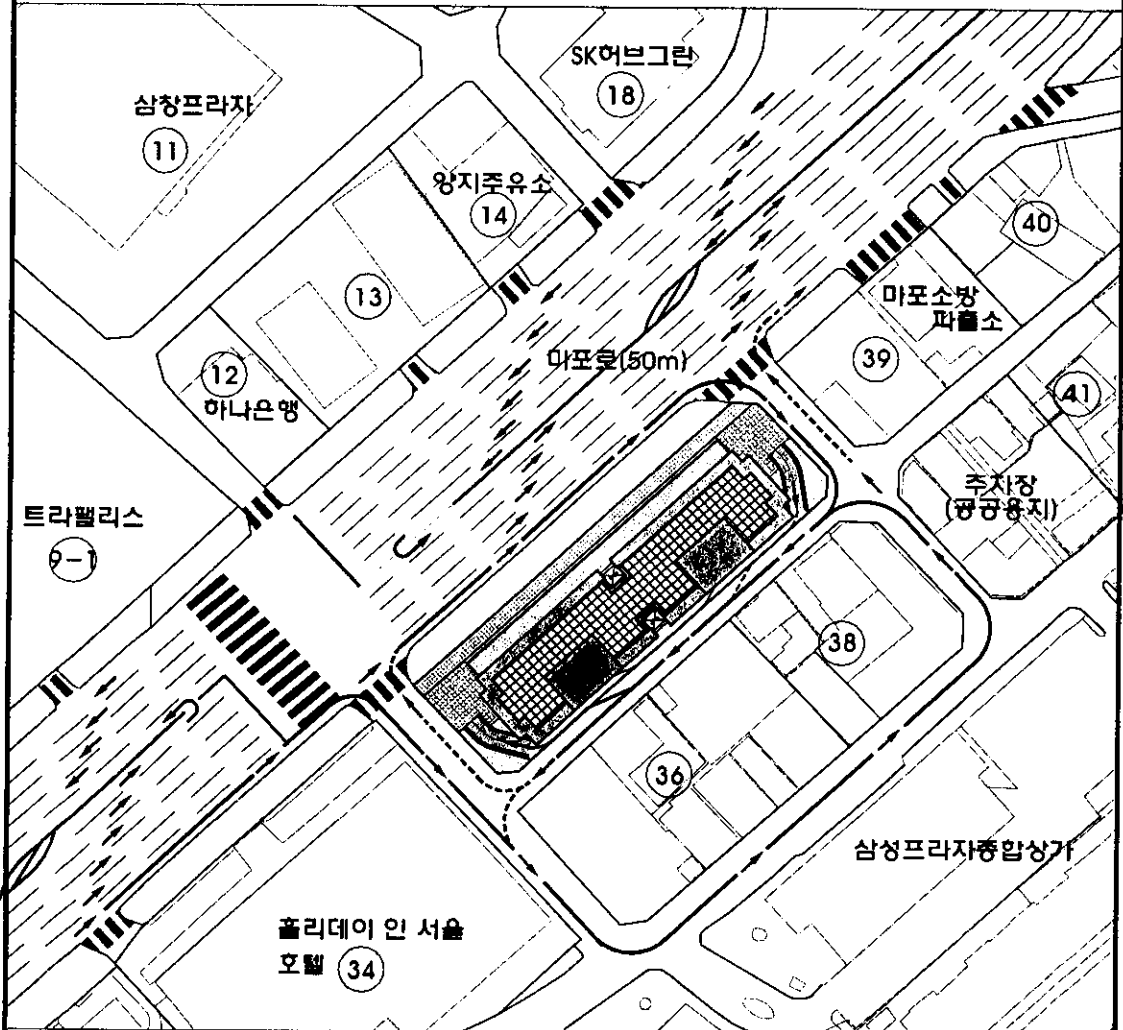 SK허브그린
18
삼창프라자
11
양지주유소
14
40
13
마포소방
파출소
마포로(50m)
39
12
하나은행
41
주차장
(공공용지)
트라팰리스
9-1
38
36
삼성프라자종합상가
홀리데이 인 서울
호텔 34